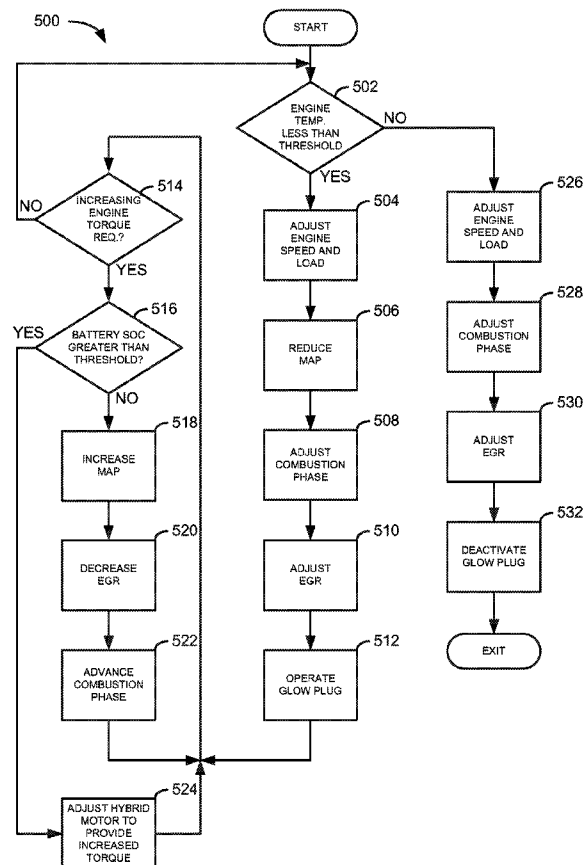 500
START
502
ENGINE
TEMP.
LESS THAN
THRESHOLD
NO
YES
504
ADJUST
ENGINE
SPEED AND
LOAD
506
REDUCE
MAP
508
ADJUST
COMBUSTION
PHASE
510
ADJUST
EGR
512
OPERATE
GLOW PLUG
514
INCREASING
ENGINE
TORQUE
REQ.?
NO
YES
516
BATTERY SOC
GREATER THAN
THRESHOLD?
YES
NO
518
INCREASE
MAP
520
DECREASE
EGR
522
ADVANCE
COMBUSTION
PHASE
524
ADJUST HYBRID
MOTOR TO
PROVIDE
INCREASED
TORQUE
526
ADJUST
ENGINE
SPEED AND
LOAD
528
ADJUST
COMBUSTION
PHASE
530
ADJUST
EGR
532
DEACTIVATE
GLOW PLUG
EXIT